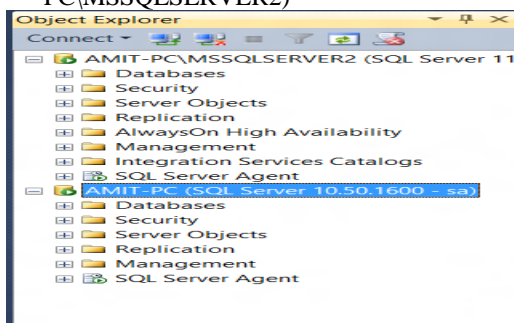 PC\MSSQLSERVER2)
Object Explorer
Connect
AMIT-PC\MSSQLSERVER2 (SQL Server 11
Databases
Security
Server Objects
Replication
AlwaysOn High Availability
Management
Integration Services Catalogs
SQL Server Agent
AMIT-PC (SQL Server 10.50.1600 - sa)
Databases
Security
Server Objects
Replication
Management
SQL Server Agent